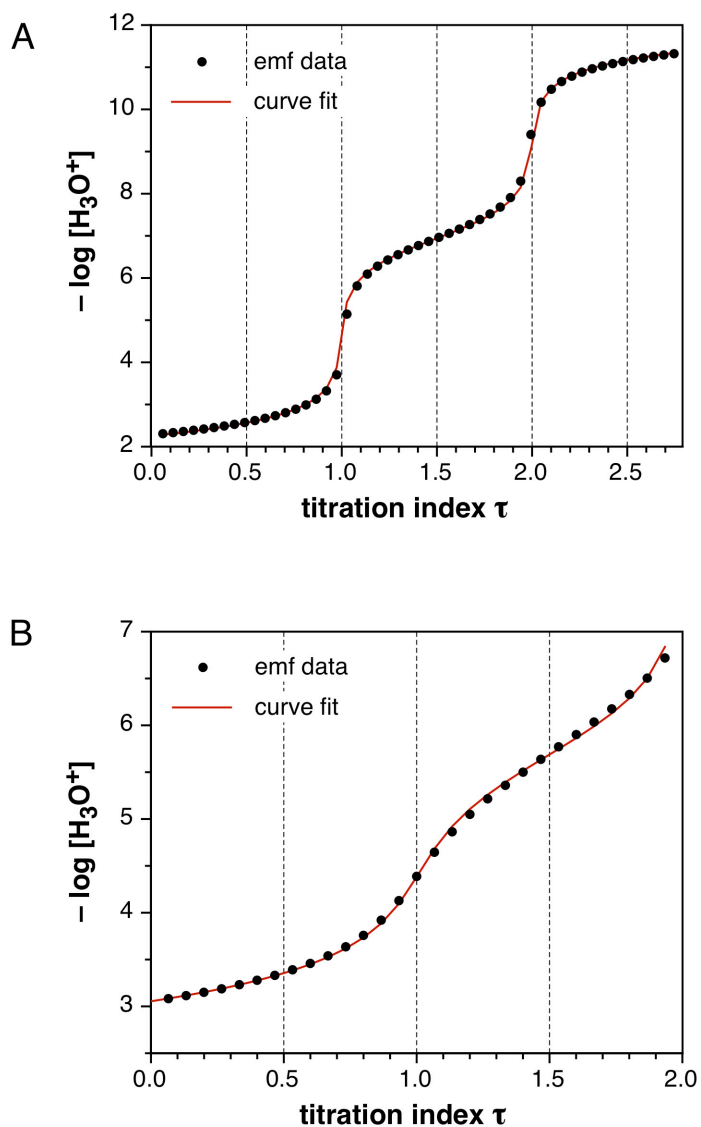 A
12
10
8
6
4
2
– log [H3O+]
emf data
curve fit
0.0 0.5 1.0 1.5 2.0 2.5
titration index τ
B
7
6
5
4
3
– log [H3O+]
emf data
curve fit
0.0 0.5 1.0 1.5 2.0
titration index τ